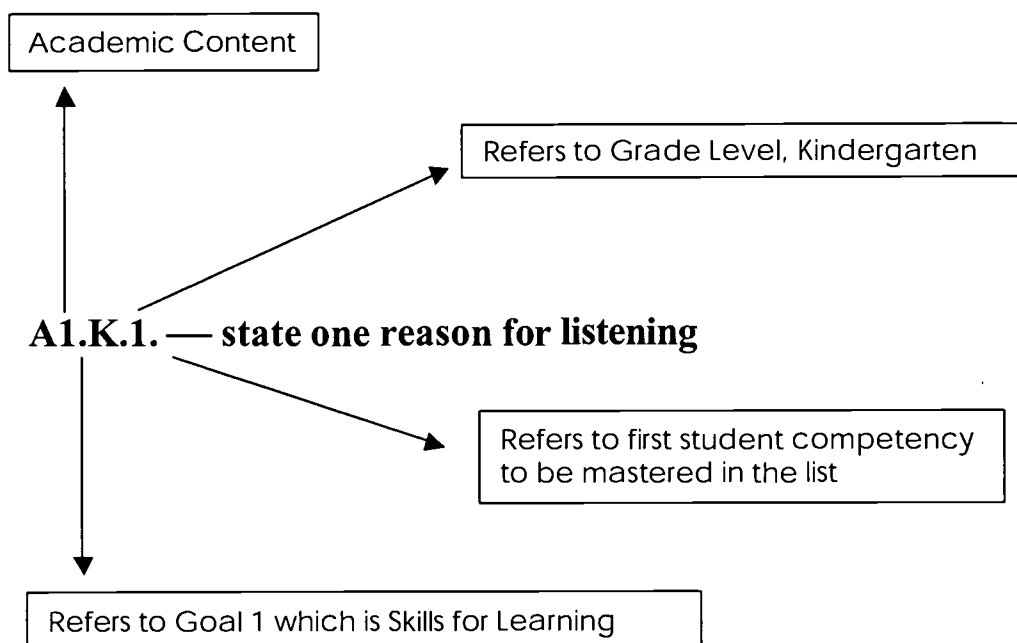 Academic Content
Refers to Grade Level, Kindergarten
A1.K.1. — state one reason for listening
Refers to first student competency
to be mastered in the list
Refers to Goal 1 which is Skills for Learning